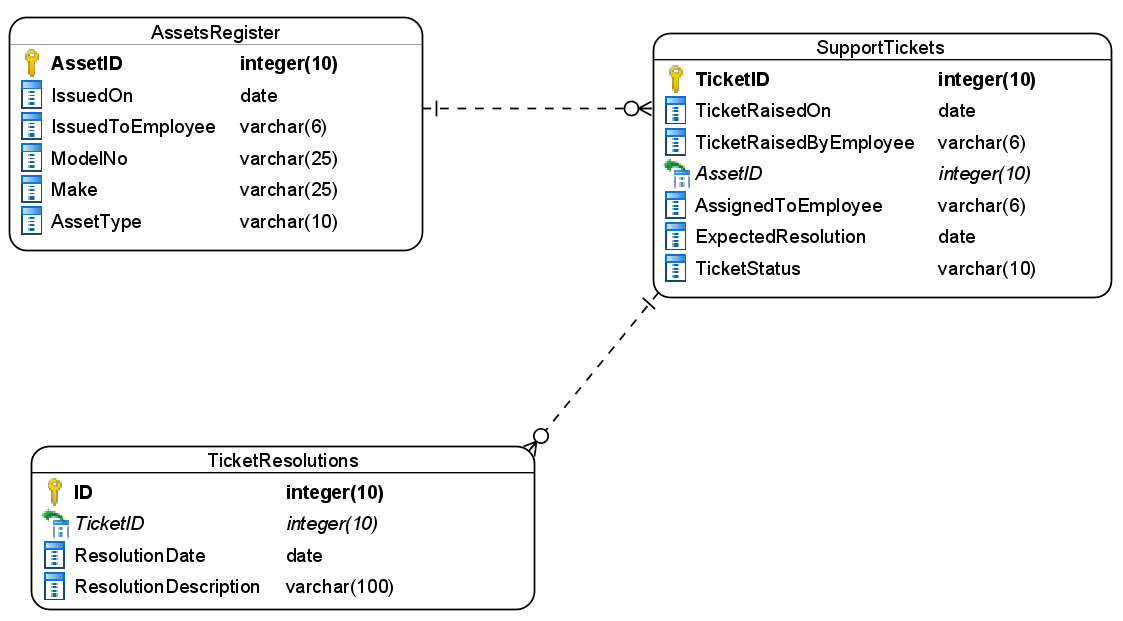 AssetsRegister
AssetID integer(10)
IssuedOn date
IssuedToEmployee varchar(6)
ModelNo varchar(25)
Make varchar(25)
AssetType varchar(10)
SupportTickets
TicketID integer(10)
TicketRaisedOn date
TicketRaisedByEmployee varchar(6)
AssetID integer(10)
AssignedToEmployee varchar(6)
ExpectedResolution date
TicketStatus varchar(10)
TicketResolutions
ID integer(10)
TicketID integer(10)
ResolutionDate date
ResolutionDescription varchar(100)